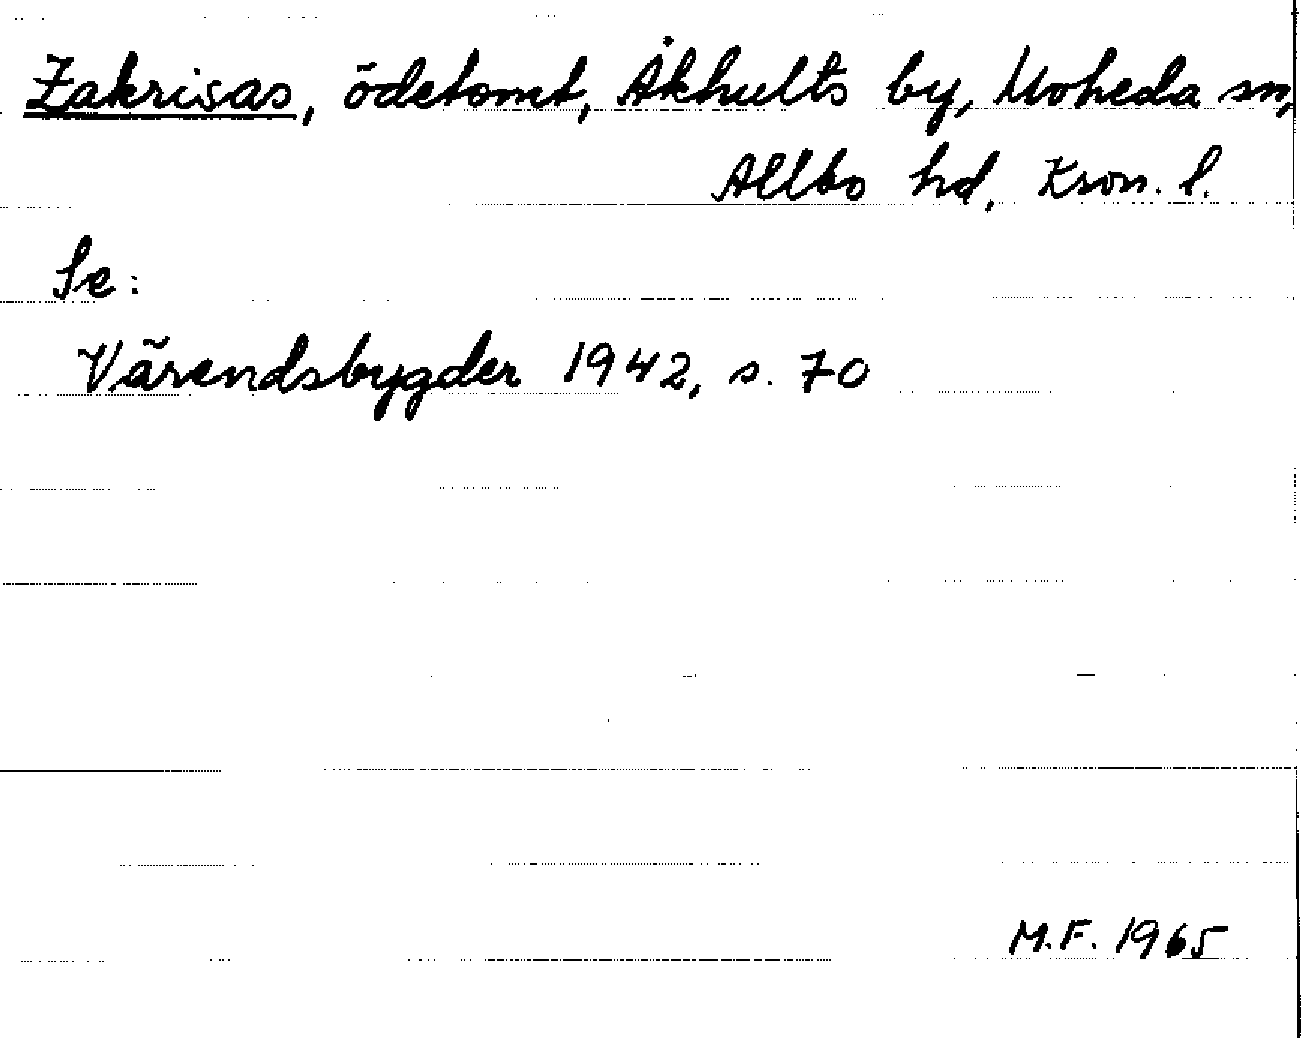 Zakrisas, ödetomt, Åkhults by, Moheda sn,
Allbo hd, Kron. l.
Se:
Värendsbygder 1942, s. 70
M.F. 1965